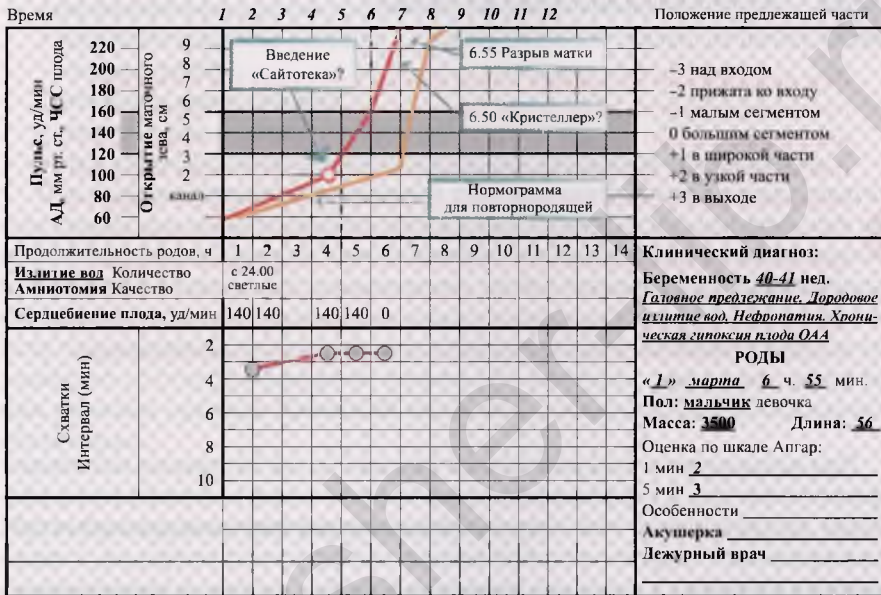 Время 1 2 3 4 5 6 7 8 9 10 11 12 Положение предлежащей части
Пульс, уд/мин
АД, мм рт. ст., ЧСС плода
220
200
180
160
140
120
100
80
60
Открытие маточного
зева, см
9
8
7
6
5
4
3
2
канал
Введение
«Сайтотека»?
6.55 Разрыв матки
6.50 «Кристеллер»?
Нормограмма
для повторнородящей
–3 над входом
–2 прижата ко входу
–1 малым сегментом
0 большим сегментом
+1 в широкой части
+2 в узкой части
+3 в выходе
Продолжительность родов, ч 1 2 3 4 5 6 7 8 9 10 11 12 13 14
Излитие вод Количество с 24.00
Амниотомия Качество светлые
Сердцебиение плода, уд/мин 140 140 140 140 0
Схватки
Интервал (мин)
2
4
6
8
10
Клинический диагноз:
Беременность 40-41 нед.
Головное предлежание. Дородовое
излитие вод. Нефропатия. Хрони-
ческая гипоксия плода ОАА
РОДЫ
«1» марта 6 ч. 55 мин.
Пол: мальчик девочка
Масса: 3500 Длина: 56
Оценка по шкале Апгар:
1 мин 2
5 мин 3
Особенности
Акушерка
Дежурный врач